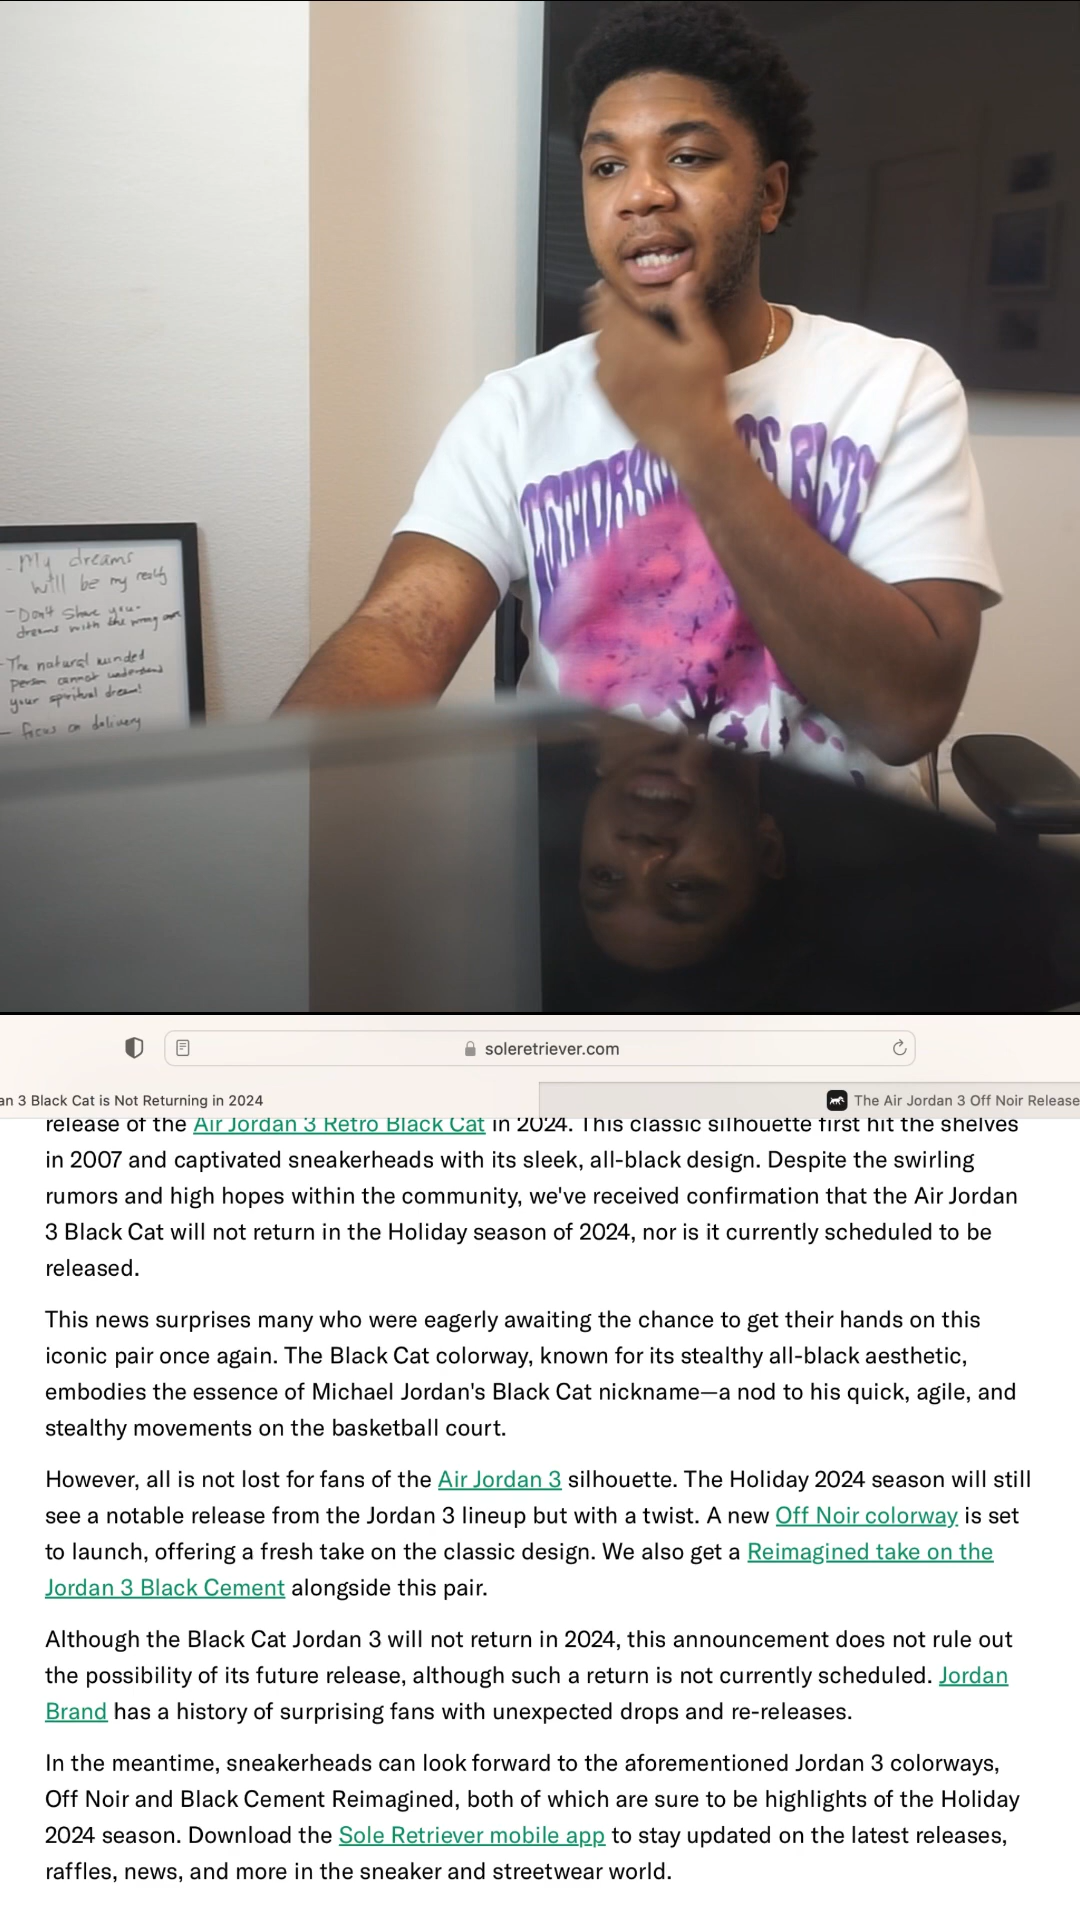 - My dreams
will be my reality
- Don't Share your
dreams with the wrong
- The natural minded
person cannot understand
your spiritual dream!
- focus on delivery
soleretriever.com
an 3 Black Cat is Not Returning in 2024
The Air Jordan 3 Off Noir Release
release of the Air Jordan 3 Retro Black Cat in 2024. This classic silhouette first hit the shelves
in 2007 and captivated sneakerheads with its sleek, all-black design. Despite the swirling
rumors and high hopes within the community, we've received confirmation that the Air Jordan
3 Black Cat will not return in the Holiday season of 2024, nor is it currently scheduled to be
released.
This news surprises many who were eagerly awaiting the chance to get their hands on this
iconic pair once again. The Black Cat colorway, known for its stealthy all-black aesthetic,
embodies the essence of Michael Jordan's Black Cat nickname—a nod to his quick, agile, and
stealthy movements on the basketball court.
However, all is not lost for fans of the Air Jordan 3 silhouette. The Holiday 2024 season will still
see a notable release from the Jordan 3 lineup but with a twist. A new Off Noir colorway is set
to launch, offering a fresh take on the classic design. We also get a Reimagined take on the
Jordan 3 Black Cement alongside this pair.
Although the Black Cat Jordan 3 will not return in 2024, this announcement does not rule out
the possibility of its future release, although such a return is not currently scheduled. Jordan
Brand has a history of surprising fans with unexpected drops and re-releases.
In the meantime, sneakerheads can look forward to the aforementioned Jordan 3 colorways,
Off Noir and Black Cement Reimagined, both of which are sure to be highlights of the Holiday
2024 season. Download the Sole Retriever mobile app to stay updated on the latest releases,
raffles, news, and more in the sneaker and streetwear world.